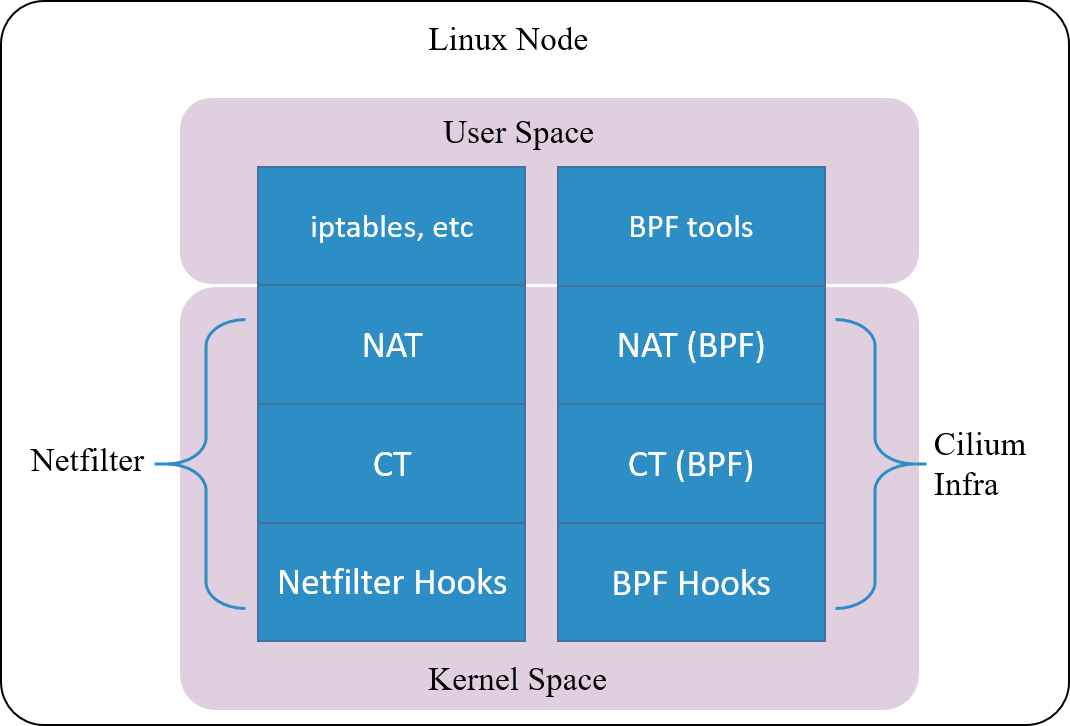 Linux Node
User Space
iptables, etc
BPF tools
NAT
NAT (BPF)
Netfilter
CT
CT (BPF)
Cilium
Infra
Netfilter Hooks
BPF Hooks
Kernel Space